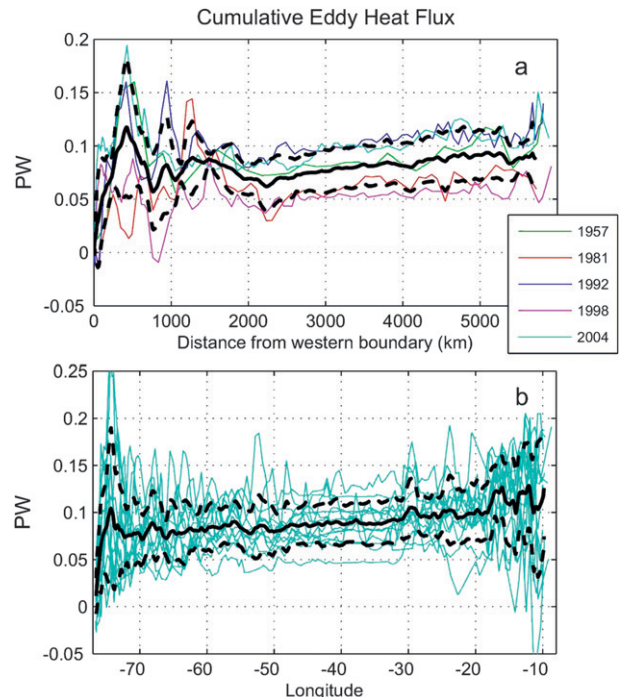 Cumulative Eddy Heat Flux
a
0.2
0.15
0.1
0.05
0
-0.05
PW
0 1000 2000 3000 4000 5000
Distance from western boundary (km)
1957
1981
1992
1998
2004
b
0.25
0.2
0.15
0.1
0.05
0
-0.05
PW
-70 -60 -50 -40 -30 -20 -10
Longitude